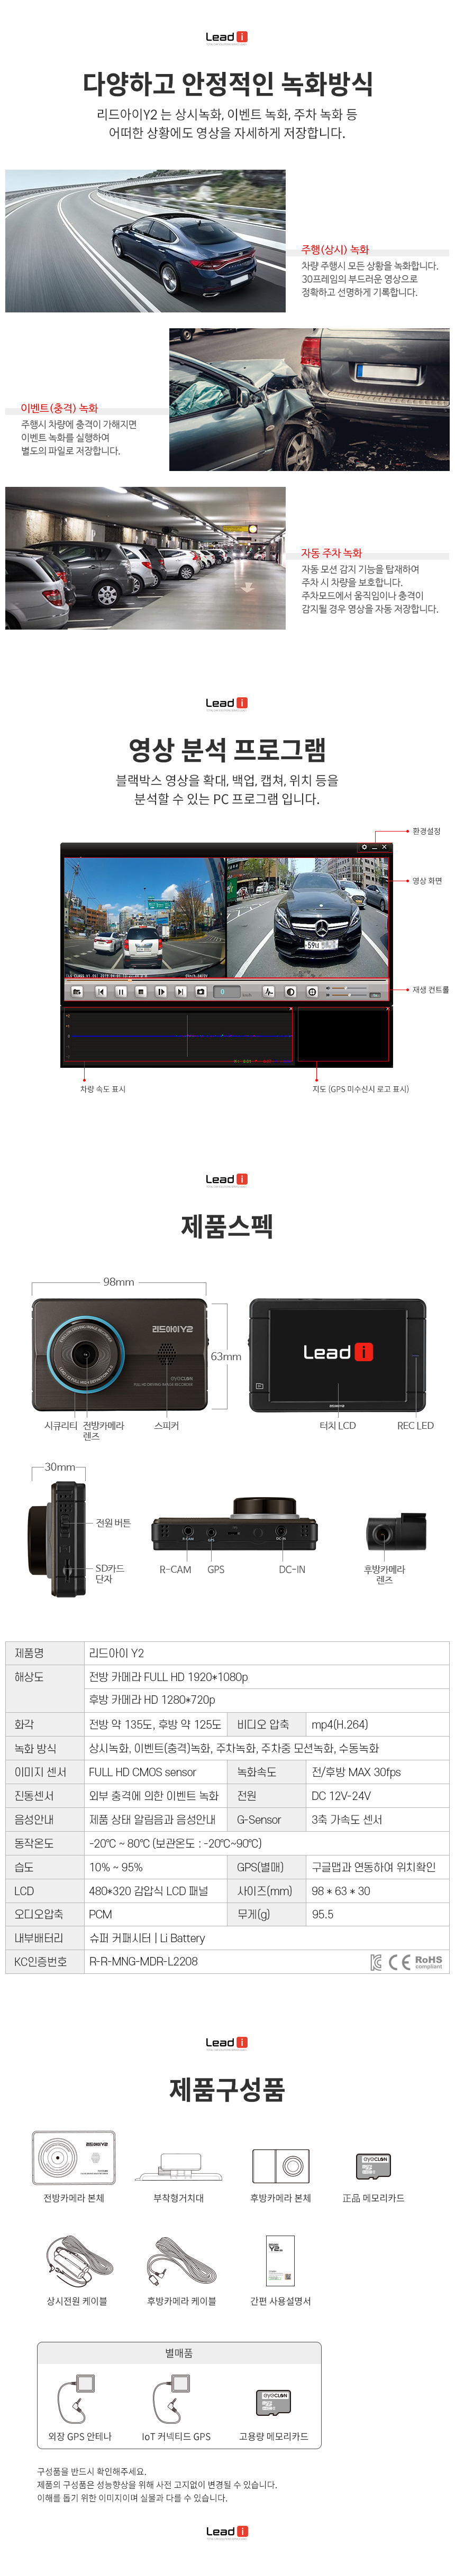 Lead i
다양하고 안정적인 녹화방식
리드아이Y2 는 상시녹화, 이벤트 녹화, 주차 녹화 등
어떠한 상황에도 영상을 자세하게 저장합니다.
주행(상시) 녹화
차량 주행시 모든 상황을 녹화합니다.
30프레임의 부드러운 영상으로
정확하고 선명하게 기록합니다.
이벤트(충격) 녹화
주행시 차량에 충격이 가해지면
이벤트 녹화를 실행하여
별도의 파일로 저장합니다.
자동 주차 녹화
자동 모션 감지 기능을 탑재하여
주차 시 차량을 보호합니다.
주차모드에서 움직임이나 충격이
감지될 경우 영상을 자동 저장합니다.
Lead i
영상 분석 프로그램
블랙박스 영상을 확대, 백업, 캡쳐, 위치 등을
분석할 수 있는 PC 프로그램 입니다.
환경설정
영상 화면
재생 컨트롤
차량 속도 표시
지도 (GPS 미수신시 로고 표시)
Lead i
제품스펙
98mm
리드아이Y2
63mm
Lead i
시큐리티
전방카메라
렌즈
스피커
터치 LCD
REC LED
30mm
전원 버튼
SD카드
단자
R-CAM
GPS
DC-IN
R-CAM
GPS
DC-IN
후방카메라
렌즈
제품명 리드아이 Y2
해상도 전방 카메라 FULL HD 1920*1080p
후방 카메라 HD 1280*720p
화각 전방 약 135도, 후방 약 125도 비디오 압축 mp4(H.264)
녹화 방식 상시녹화, 이벤트(충격)녹화, 주차녹화, 주차중 모션녹화, 수동녹화
이미지 센서 FULL HD CMOS sensor 녹화속도 전/후방 MAX 30fps
진동센서 외부 충격에 의한 이벤트 녹화 전원 DC 12V-24V
음성안내 제품 상태 알림음과 음성안내 G-Sensor 3축 가속도 센서
동작온도 -20℃ ~ 80℃ (보관온도 : -20℃~90℃)
습도 10% ~ 95% GPS(별매) 구글맵과 연동하여 위치확인
LCD 480*320 감압식 LCD 패널 사이즈(mm) 98 * 63 * 30
오디오압축 PCM 무게(g) 95.5
내부배터리 슈퍼 커패시터 | Li Battery
KC인증번호 R-R-MNG-MDR-L2208 CE RoHS
compliant
Lead i
제품구성품
리드아이Y2
ayoclon
전방카메라 본체
부착형거치대
후방카메라 본체
正品 메모리카드
Y2
상시전원 케이블
후방카메라 케이블
간편 사용설명서
별매품
ayoclon
외장 GPS 안테나
IoT 커넥티드 GPS
고용량 메모리카드
구성품을 반드시 확인해주세요.
제품의 구성품은 성능향상을 위해 사전 고지없이 변경될 수 있습니다.
이해를 돕기 위한 이미지이며 실물과 다를 수 있습니다.
Lead i